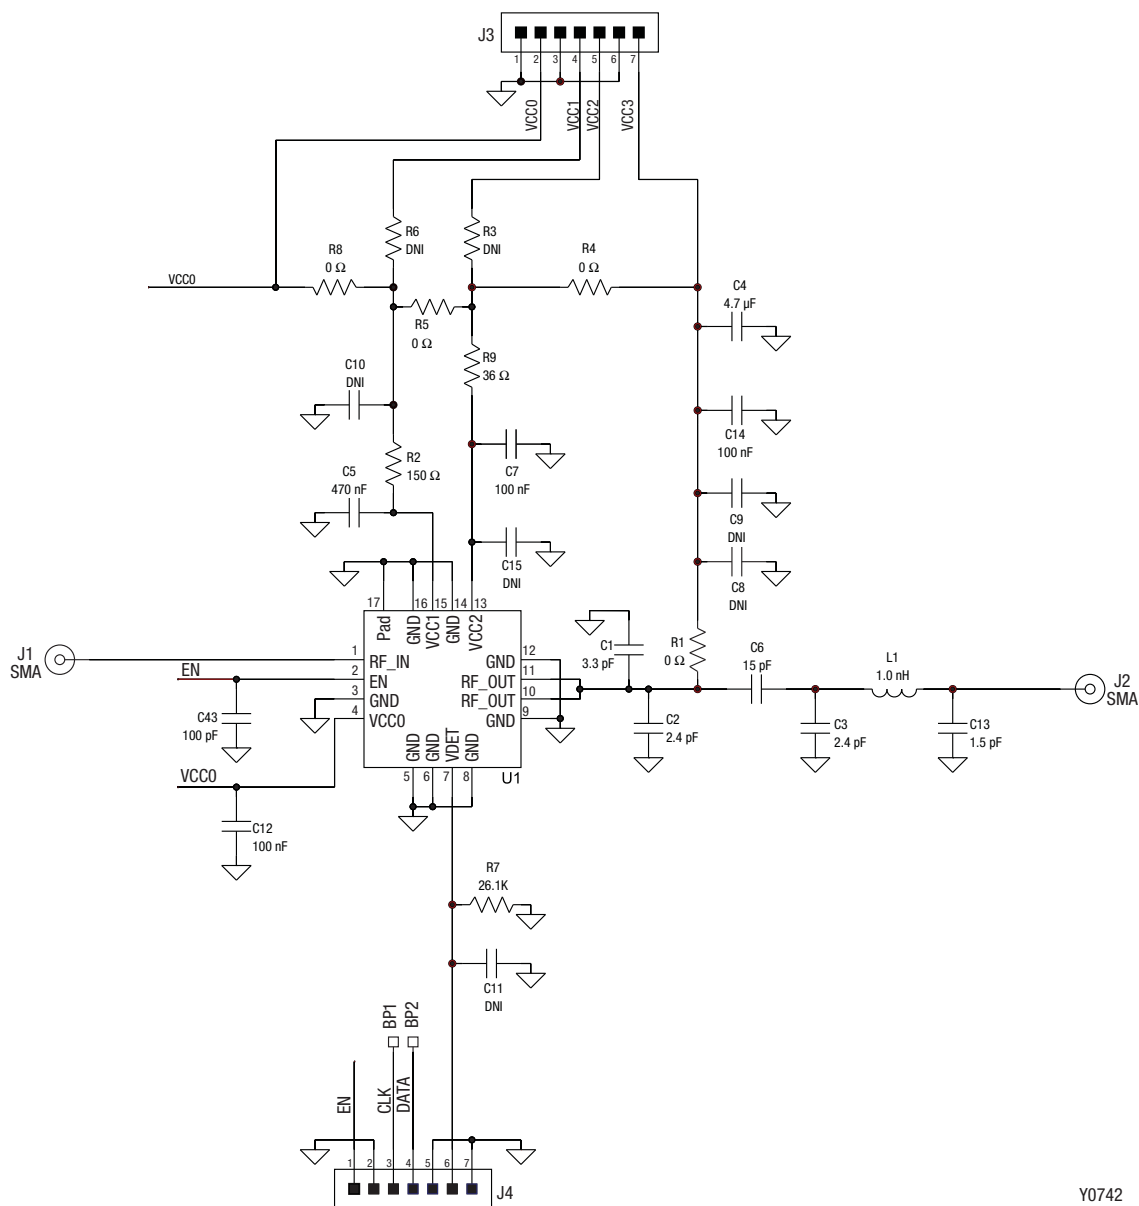 J3
1 2 3 4 5 6 7
VCC0
VCC1
VCC2
VCC3
R6
DNI
R3
DNI
R8
0 Ω
R4
0 Ω
VCC0
C4
4.7 µF
R5
0 Ω
R9
36 Ω
C10
DNI
C14
100 nF
R2
150 Ω
C7
100 nF
C5
470 nF
C9
DNI
C15
DNI
C8
DNI
17 16 15 14 13
Pad
GND
VCC1
GND
VCC2
J1
SMA
1
RF_IN
EN
2
EN
3
GND
4
VCC0
GND
12
RF_OUT
11
RF_OUT
10
GND
9
C1
3.3 pF
R1
0 Ω
C6
15 pF
L1
1.0 nH
J2
SMA
C43
100 pF
C2
2.4 pF
C3
2.4 pF
C13
1.5 pF
GND
GND
VDET
GND
5 6 7 8
U1
VCC0
C12
100 nF
R7
26.1K
C11
DNI
BP1
BP2
EN
CLK
DATA
1 2 3 4 5 6 7
J4
Y0742